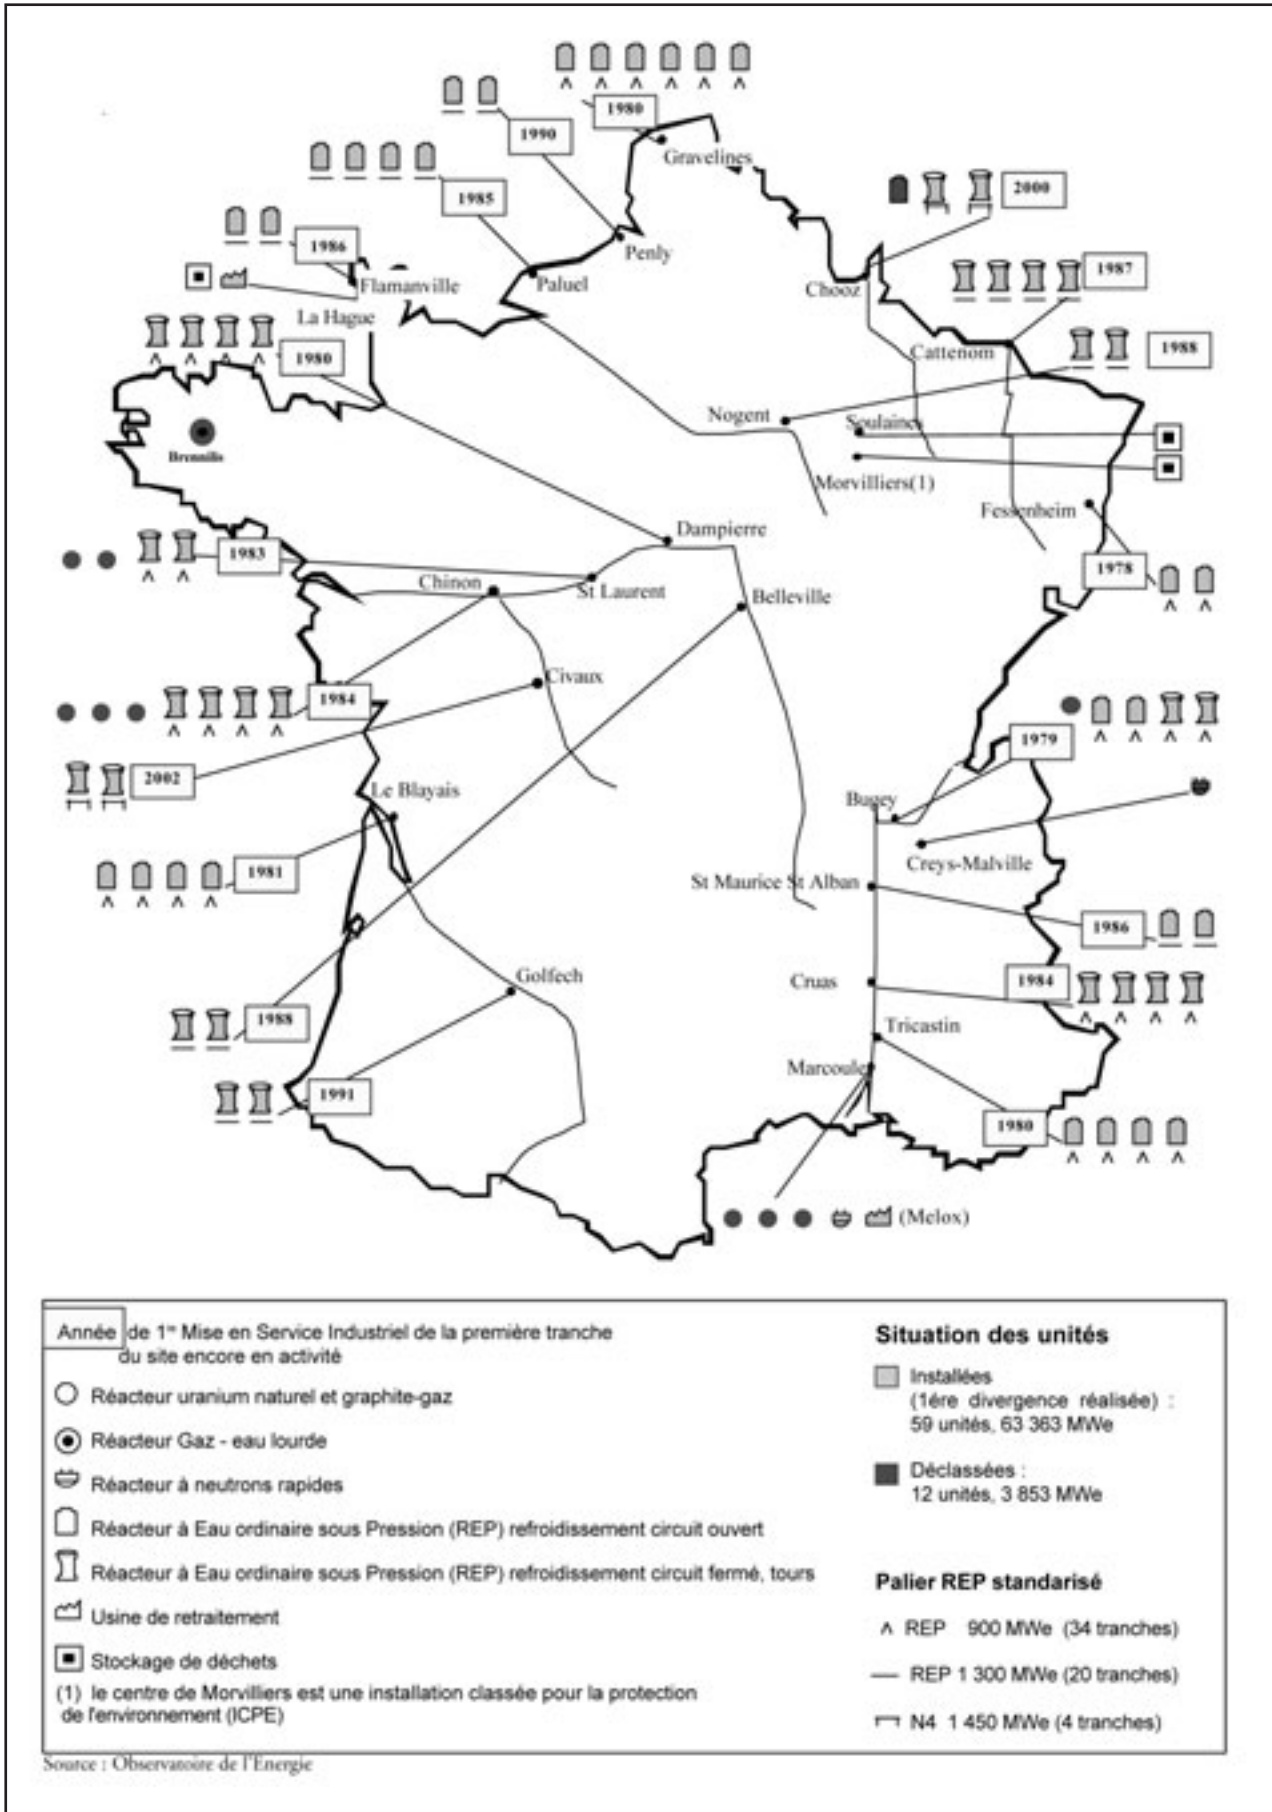 1980
1990
Gravelines
1985
2000
1986
Penly
Paluel
Chooz
1987
Flamanville
La Hague
1980
Cattenom
1988
Nogent
Soulaines
Brennilis
Morvilliers(1)
Fessenheim
Dampierre
1983
1978
Chinon
St Laurent
Belleville
Civaux
1984
1979
2002
Le Blayais
Bugey
Creys-Malville
1981
St Maurice St Alban
1986
Golfech
Cruas
1984
1988
Tricastin
Marcoule
1991
1980
(Melox)
Année de 1re Mise en Service Industriel de la première tranche
du site encore en activité
Réacteur uranium naturel et graphite-gaz
Réacteur Gaz - eau lourde
Réacteur à neutrons rapides
Réacteur à Eau ordinaire sous Pression (REP) refroidissement circuit ouvert
Réacteur à Eau ordinaire sous Pression (REP) refroidissement circuit fermé, tours
Usine de retraitement
Stockage de déchets
(1) le centre de Morvilliers est une installation classée pour la protection
de l'environnement (ICPE)
Situation des unités
Installées
(1ére divergence réalisée) :
59 unités, 63 363 MWe
Déclassées :
12 unités, 3 853 MWe
Palier REP standarisé
REP 900 MWe (34 tranches)
REP 1 300 MWe (20 tranches)
N4 1 450 MWe (4 tranches)
Source : Observatoire de l'Energie